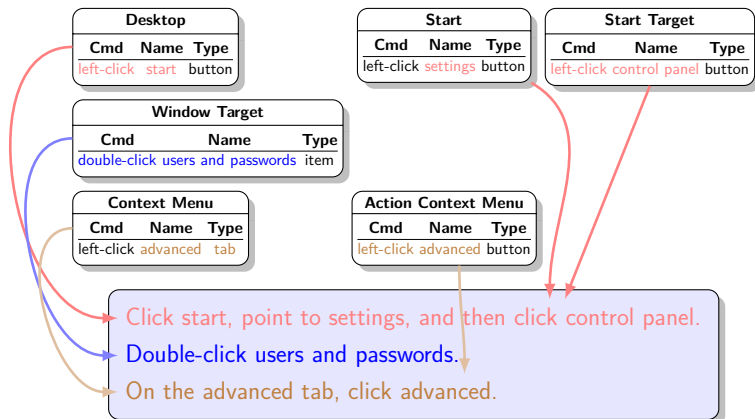 Desktop
Cmd Name Type
left-click start button
Start
Cmd Name Type
left-click settings button
Start Target
Cmd Name Type
left-click control panel button
Window Target
Cmd Name Type
double-click users and passwords item
Context Menu
Cmd Name Type
left-click advanced tab
Action Context Menu
Cmd Name Type
left-click advanced button
Click start, point to settings, and then click control panel.
Double-click users and passwords.
On the advanced tab, click advanced.